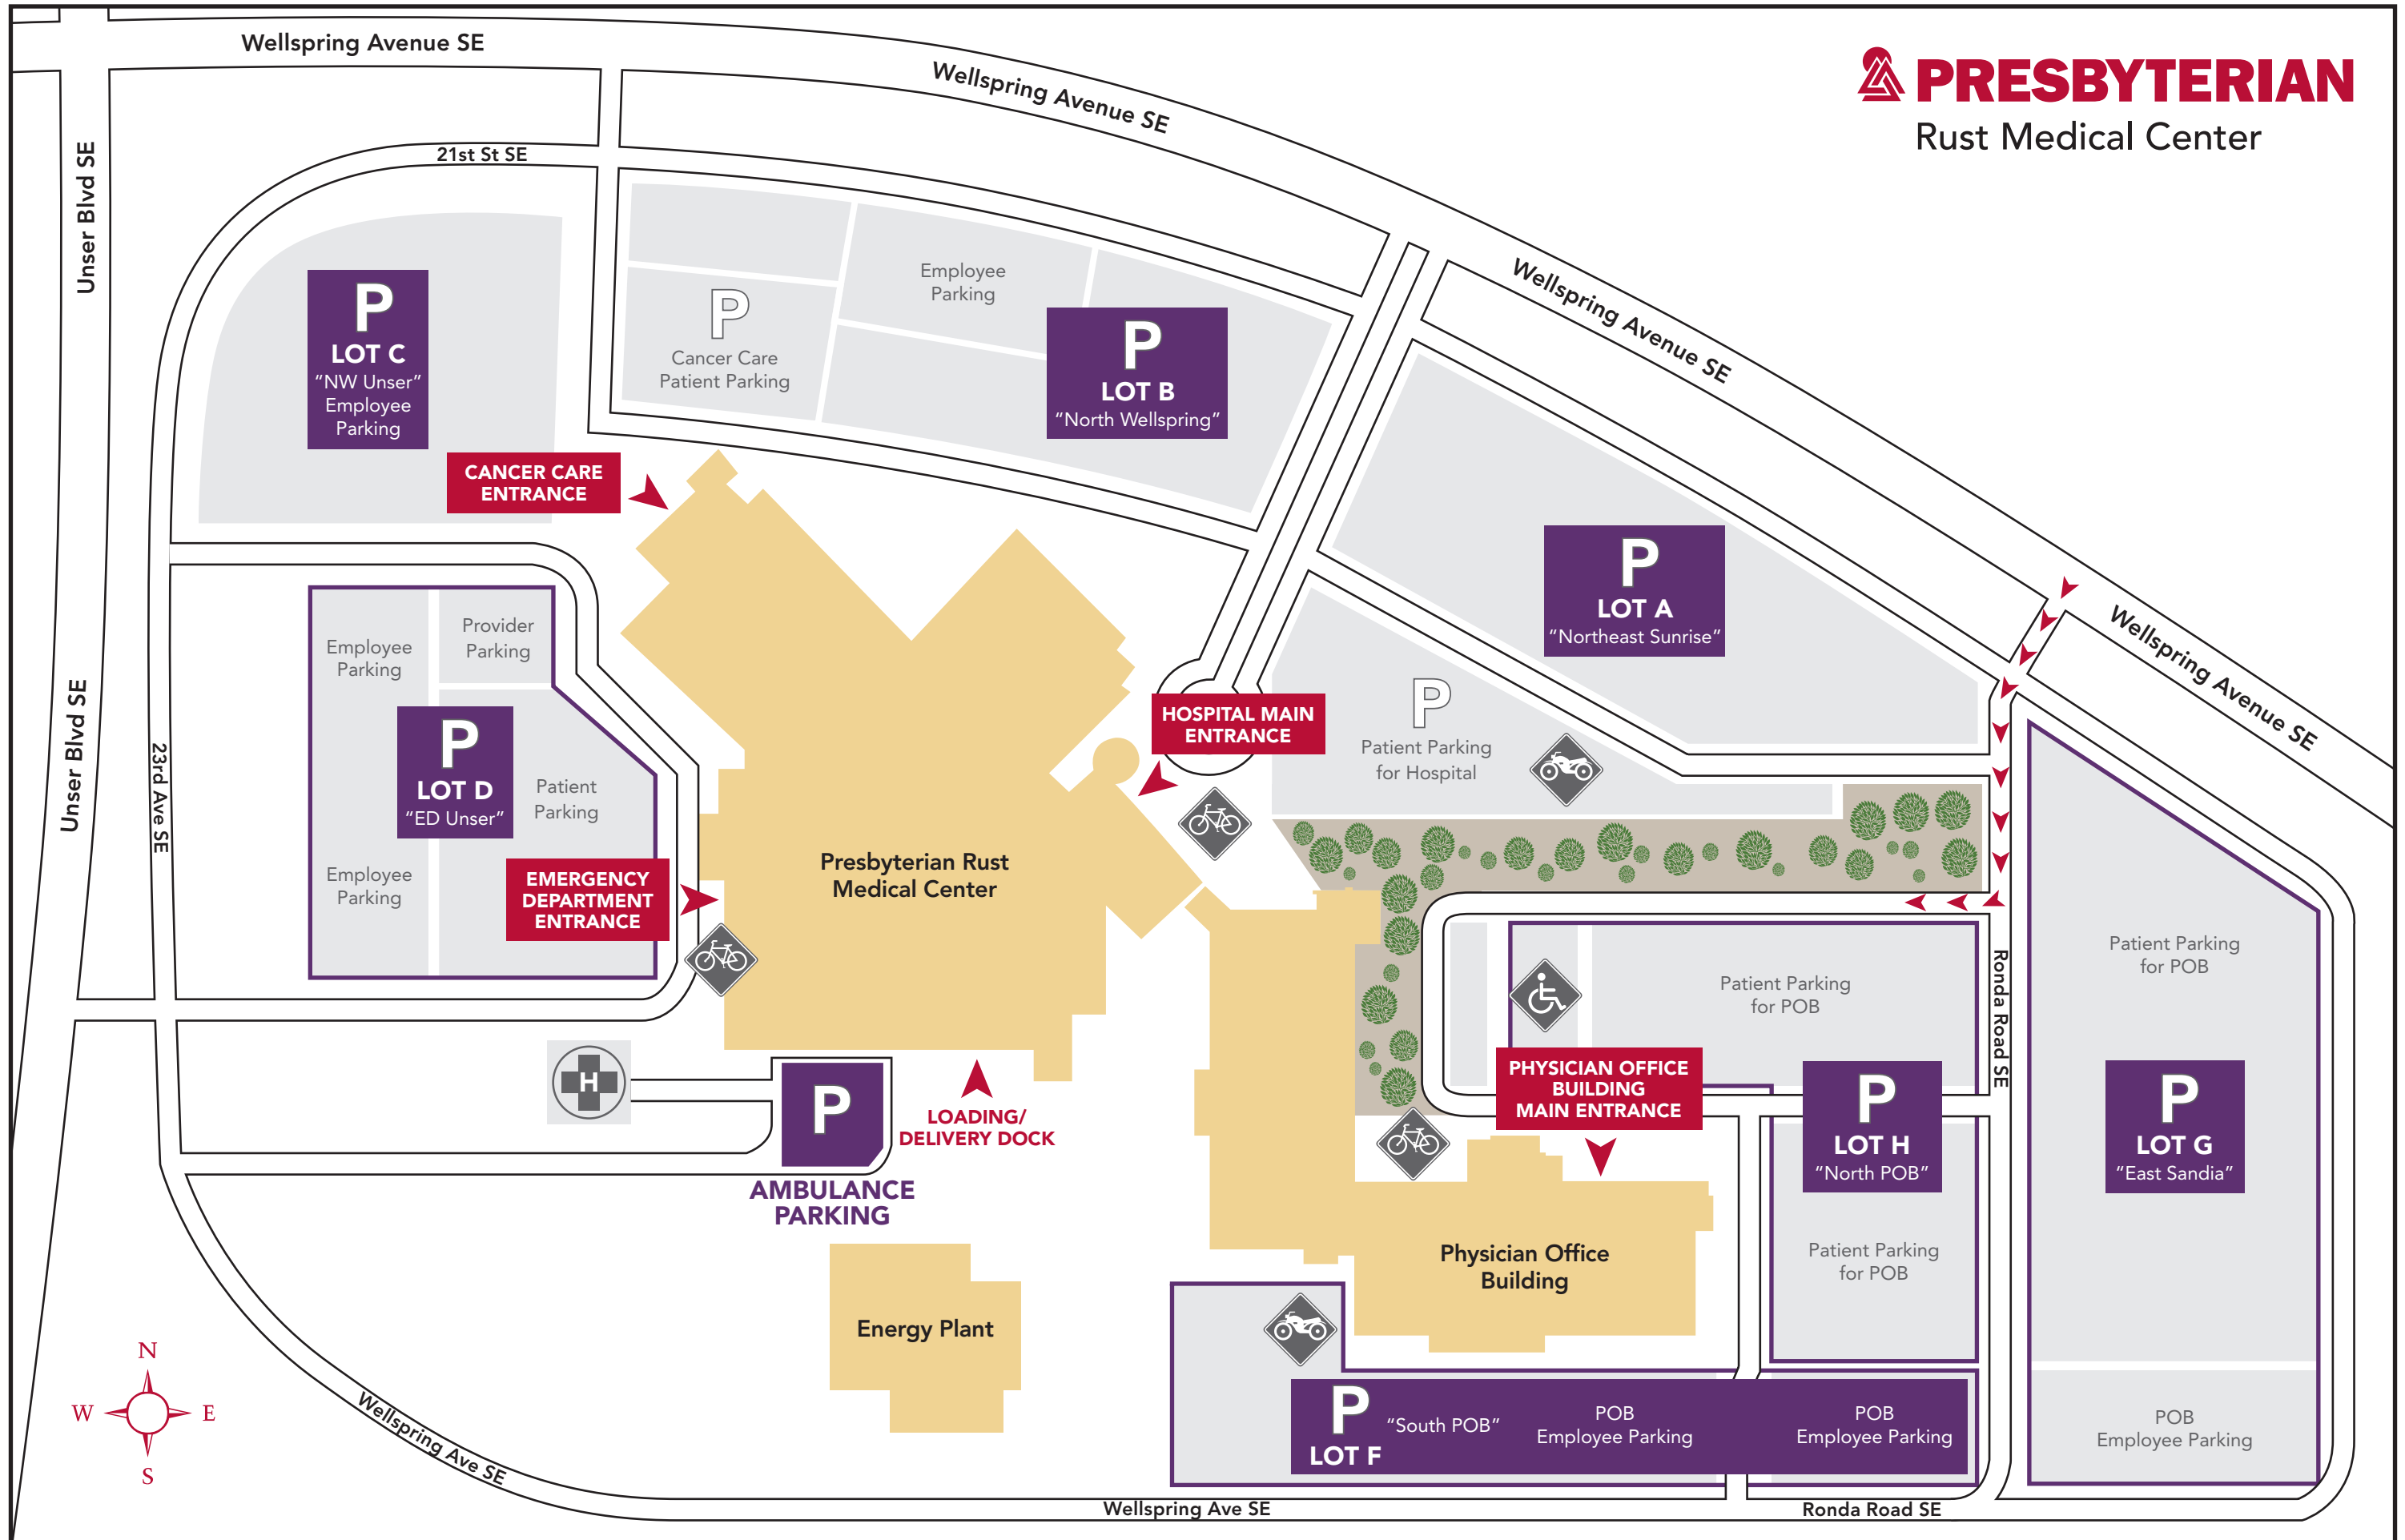 Wellspring Avenue SE
Wellspring Avenue SE
PRESBYTERIAN
Rust Medical Center
Unser Blvd SE
21st St SE
P
LOT C
“NW Unser”
Employee
Parking
P
Cancer Care
Patient Parking
Employee
Parking
P
LOT B
“North Wellspring”
Wellspring Avenue SE
CANCER CARE
ENTRANCE
P
LOT A
“Northeast Sunrise”
Wellspring Avenue SE
Employee
Parking
Provider
Parking
Unser Blvd SE
23rd Ave SE
P
LOT D
“ED Unser”
Patient
Parking
Employee
Parking
EMERGENCY
DEPARTMENT
ENTRANCE
HOSPITAL MAIN
ENTRANCE
P
Patient Parking
for Hospital
Presbyterian Rust
Medical Center
Patient Parking
for POB
Ronda Road SE
Patient Parking
for POB
H
P
AMBULANCE
PARKING
LOADING/
DELIVERY DOCK
PHYSICIAN OFFICE
BUILDING
MAIN ENTRANCE
P
LOT H
“North POB”
P
LOT G
“East Sandia”
Patient Parking
for POB
Physician Office
Building
Energy Plant
N
W
E
S
Wellspring Ave SE
P
LOT F
“South POB”
POB
Employee Parking
POB
Employee Parking
POB
Employee Parking
Wellspring Ave SE
Ronda Road SE